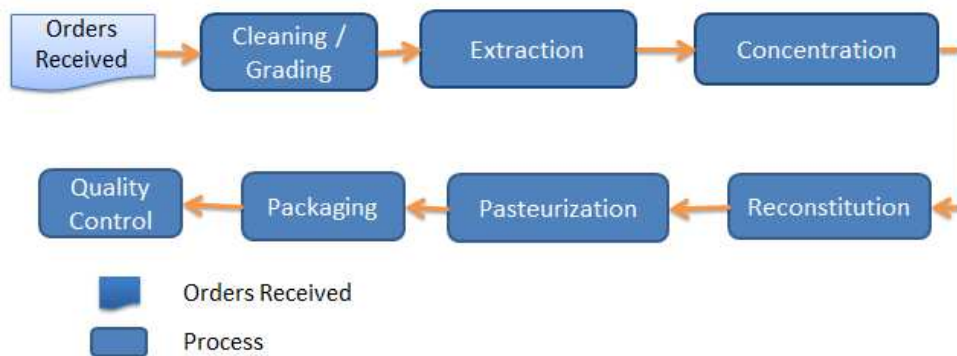 Orders
Received
Cleaning /
Grading
Extraction
Concentration
Quality
Control
Packaging
Pasteurization
Reconstitution
Orders Received
Process